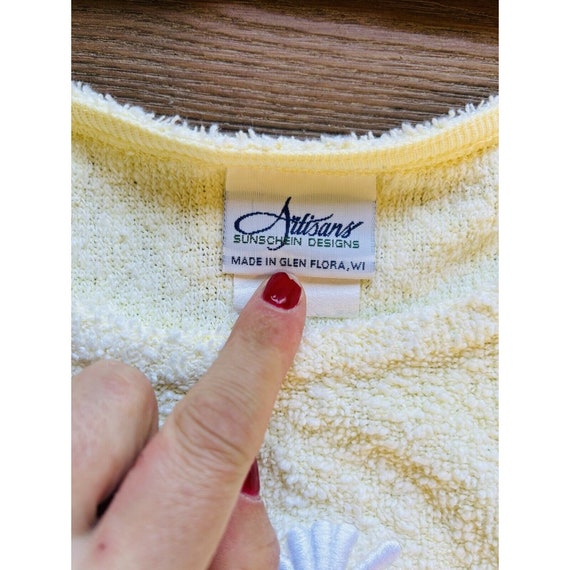 Artisans
SUNSCHEIN DESIGNS
MADE IN GLEN FLORA, WI